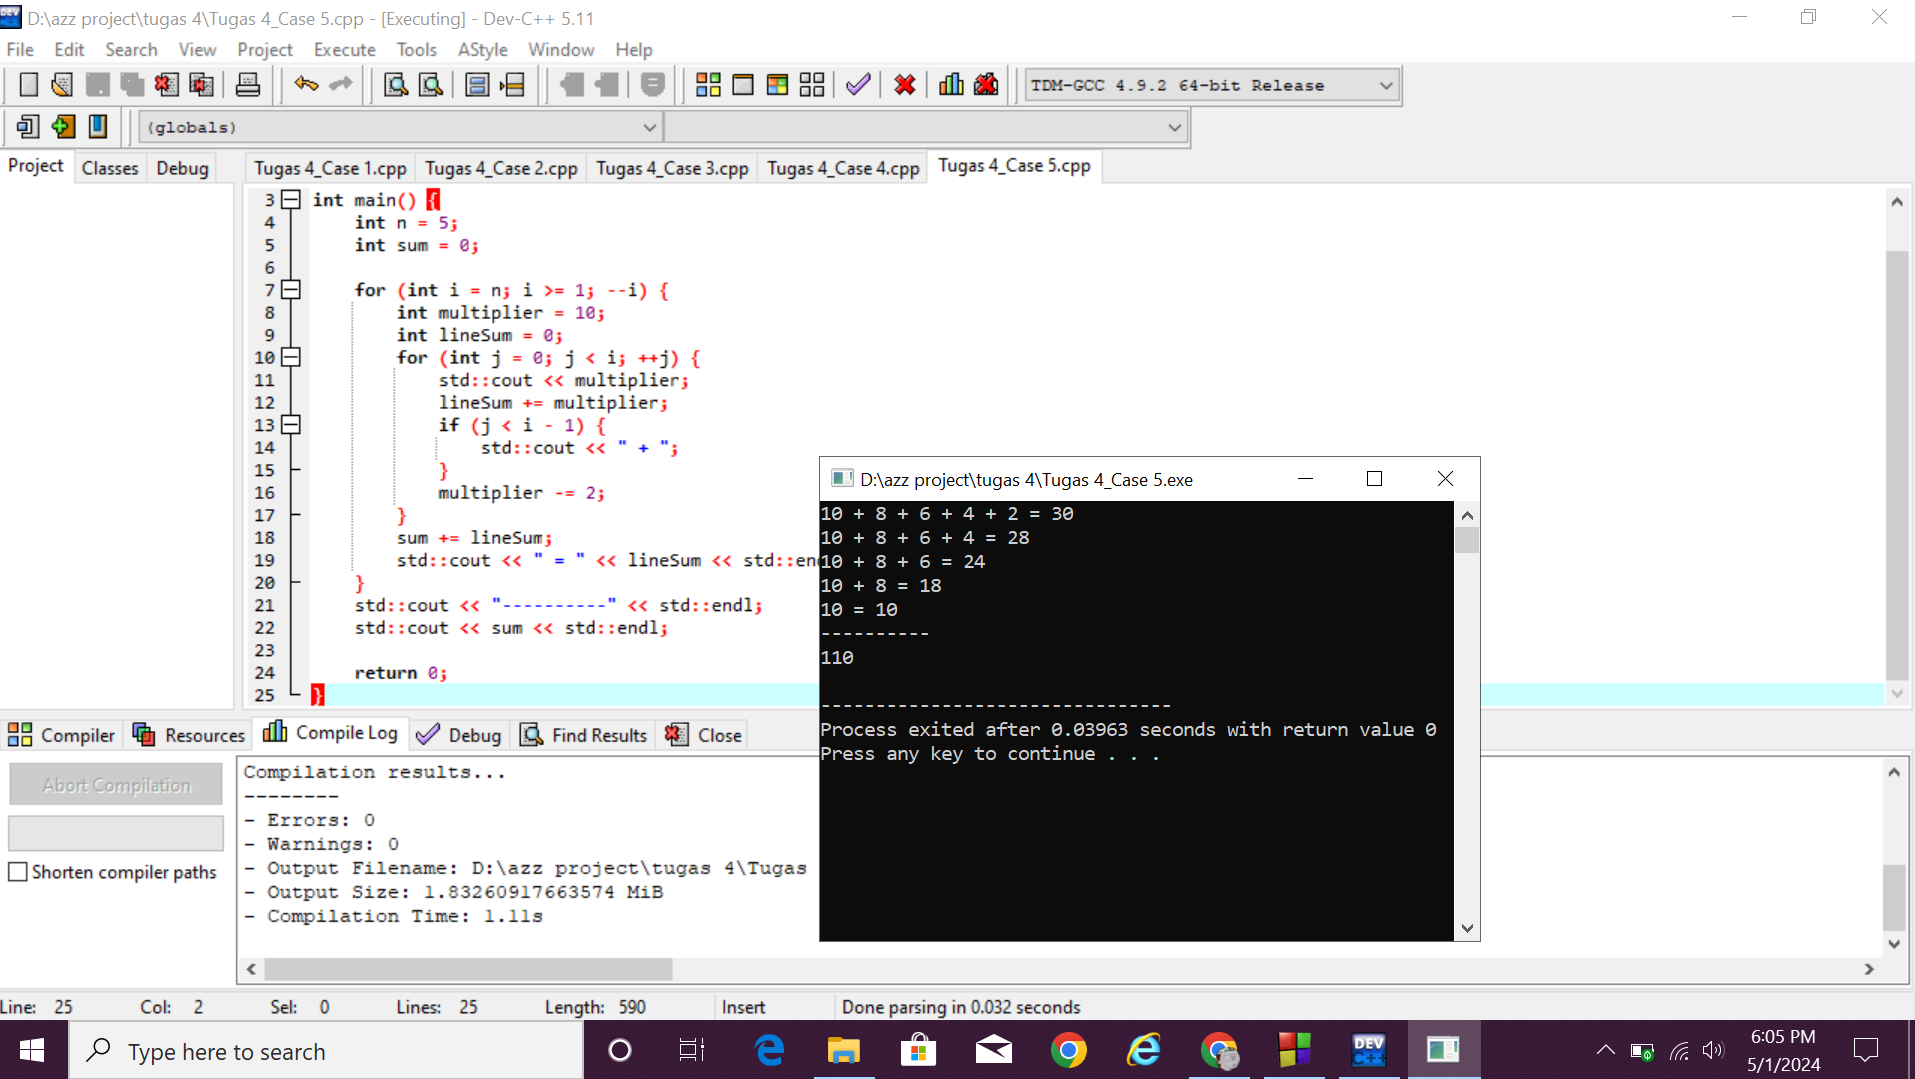 D:\azz project\tugas 4\Tugas 4_Case 5.cpp - [Executing] - Dev-C++ 5.11
File Edit Search View Project Execute Tools AStyle Window Help
TDM-GCC 4.9.2 64-bit Release
(globals)
Project Classes Debug
Tugas 4_Case 1.cpp Tugas 4_Case 2.cpp Tugas 4_Case 3.cpp Tugas 4_Case 4.cpp Tugas 4_Case 5.cpp
3 int main() {
4 int n = 5;
5 int sum = 0;
6
7 for (int i = n; i >= 1; --i) {
8 int multiplier = 10;
9 int lineSum = 0;
10 for (int j = 0; j < i; ++j) {
11 std::cout << multiplier;
12 lineSum += multiplier;
13 if (j < i - 1) {
14 std::cout << " + ";
15 }
16 multiplier -= 2;
17 }
18 sum += lineSum;
19 std::cout << " = " << lineSum << std::en
20 }
21 std::cout << "----------" << std::endl;
22 std::cout << sum << std::endl;
23
24 return 0;
25 }
D:\azz project\tugas 4\Tugas 4_Case 5.exe
10 + 8 + 6 + 4 + 2 = 30
10 + 8 + 6 + 4 = 28
10 + 8 + 6 = 24
10 + 8 = 18
10 = 10
----------
110
--------------------------------
Process exited after 0.03963 seconds with return value 0
Press any key to continue . . .
Compiler Resources Compile Log Debug Find Results Close
Abort Compilation
Shorten compiler paths
Compilation results...
--------
- Errors: 0
- Warnings: 0
- Output Filename: D:\azz project\tugas 4\Tugas
- Output Size: 1.83260917663574 MiB
- Compilation Time: 1.11s
Line: 25 Col: 2 Sel: 0 Lines: 25 Length: 590 Insert Done parsing in 0.032 seconds
Type here to search
DEV
C++
6:05 PM
5/1/2024